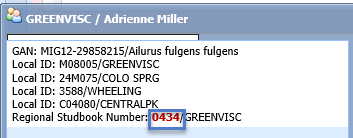 GREENVISC / Adrienne Miller
GAN: MIG12-29858215/Ailurus fulgens fulgens
Local ID: M08005/GREENVISC
Local ID: 24M075/COLO SPRG
Local ID: 3588/WHEELING
Local ID: C04080/CENTRALPK
Regional Studbook Number: 0434/GREENVISC